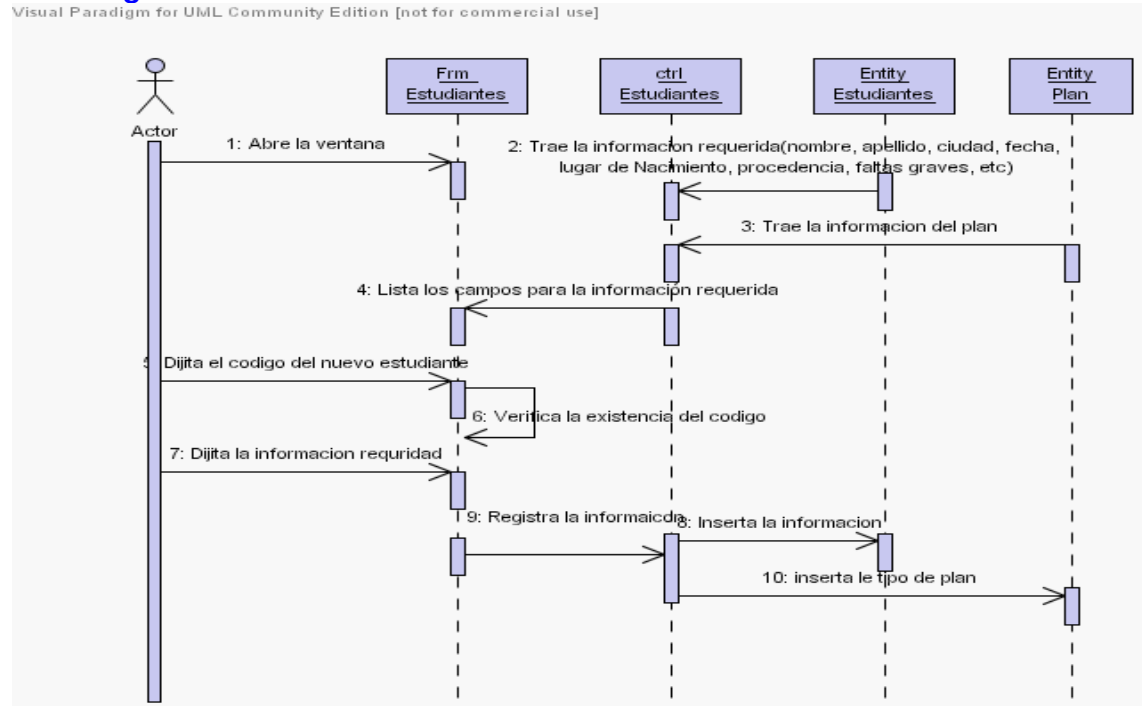 Visual Paradigm for UML Community Edition [not for commercial use]
Frm
Estudiantes
ctrl
Estudiantes
Entity
Estudiantes
Entity
Plan
Actor
1: Abre la ventana
2: Trae la informacion requerida(nombre, apellido, ciudad, fecha,
lugar de Nacimiento, procedencia, faltas graves, etc)
3: Trae la informacion del plan
4: Lista los campos para la información requerida
5: Dijita el codigo del nuevo estudiante
6: Verifica la existencia del codigo
7: Dijita la informacion requridad
9: Registra la informaicón
8: Inserta la informacion
10: inserta le tipo de plan